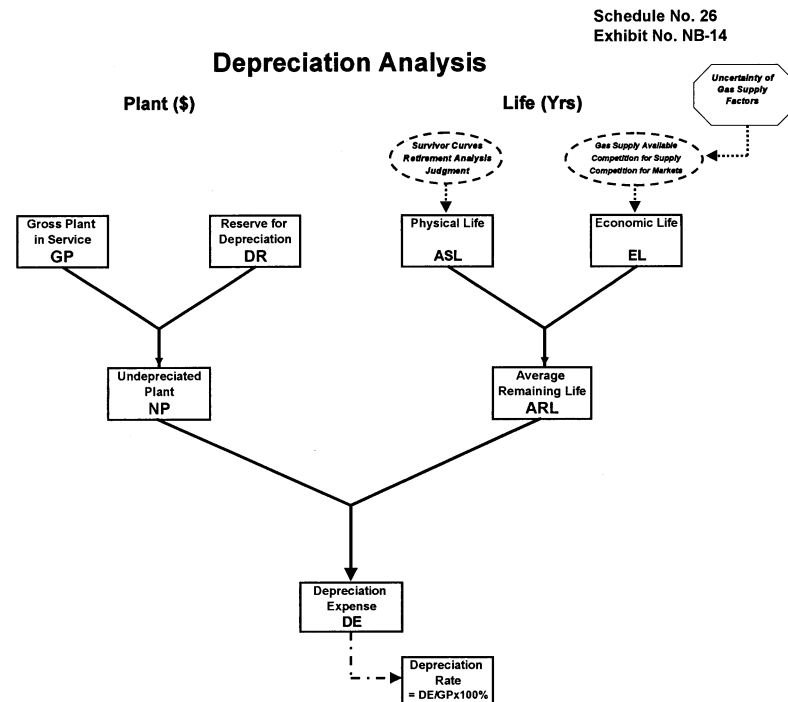 Schedule No. 26
Exhibit No. NB-14
Depreciation Analysis
Plant ($)
Life (Yrs)
Uncertainty of
Gas Supply
Factors
Survivor Curves
Retirement Analysis
Judgment
Gas Supply Available
Competition for Supply
Competition for Markets
Gross Plant
in Service
GP
Reserve for
Depreciation
DR
Physical Life
ASL
Economic Life
EL
Undepreciated
Plant
NP
Average
Remaining Life
ARL
Depreciation
Expense
DE
Depreciation
Rate
= DE/GPx100%